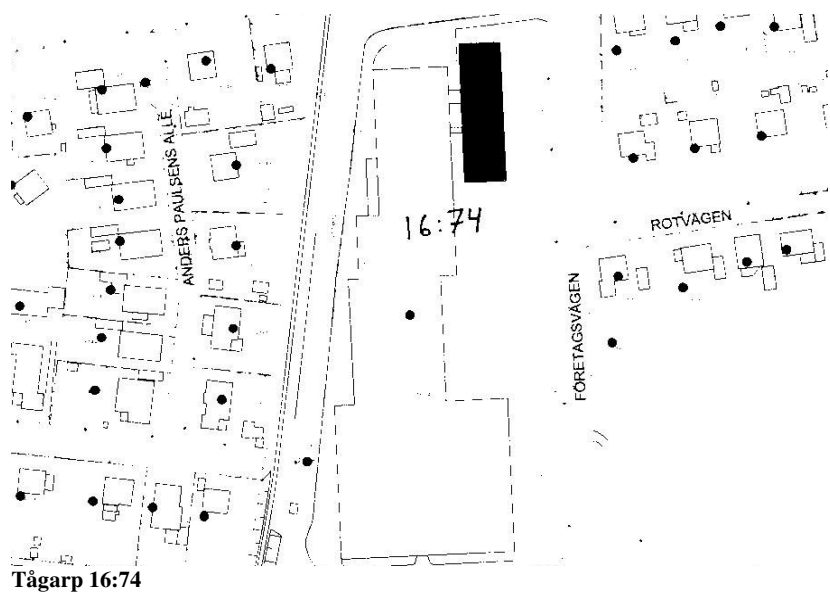 ANDERS PAULSENS ALLÉ
16:74
ROTVÄGEN
FÖRETAGSVÄGEN
Tågarp 16:74